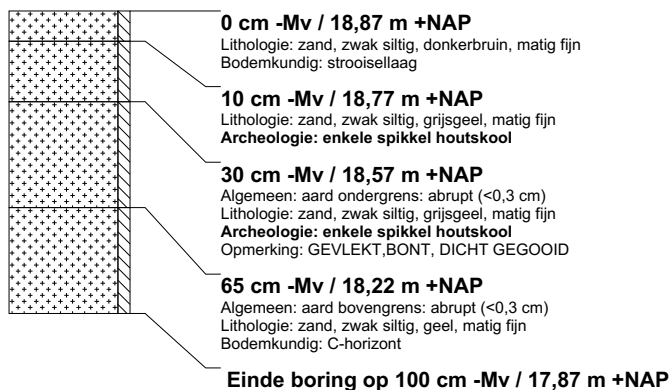 0 cm -Mv / 18,87 m +NAP
Lithologie: zand, zwak siltig, donkerbruin, matig fijn
Bodemkundig: strooisellaag
10 cm -Mv / 18,77 m +NAP
Lithologie: zand, zwak siltig, grijsgeel, matig fijn
Archeologie: enkele spikkel houtskool
30 cm -Mv / 18,57 m +NAP
Algemeen: aard ondergrens: abrupt (<0,3 cm)
Lithologie: zand, zwak siltig, grijsgeel, matig fijn
Archeologie: enkele spikkel houtskool
Opmerking: GEVLEKT,BONT, DICHT GEGOOID
65 cm -Mv / 18,22 m +NAP
Algemeen: aard bovengrens: abrupt (<0,3 cm)
Lithologie: zand, zwak siltig, geel, matig fijn
Bodemkundig: C-horizont
Einde boring op 100 cm -Mv / 17,87 m +NAP